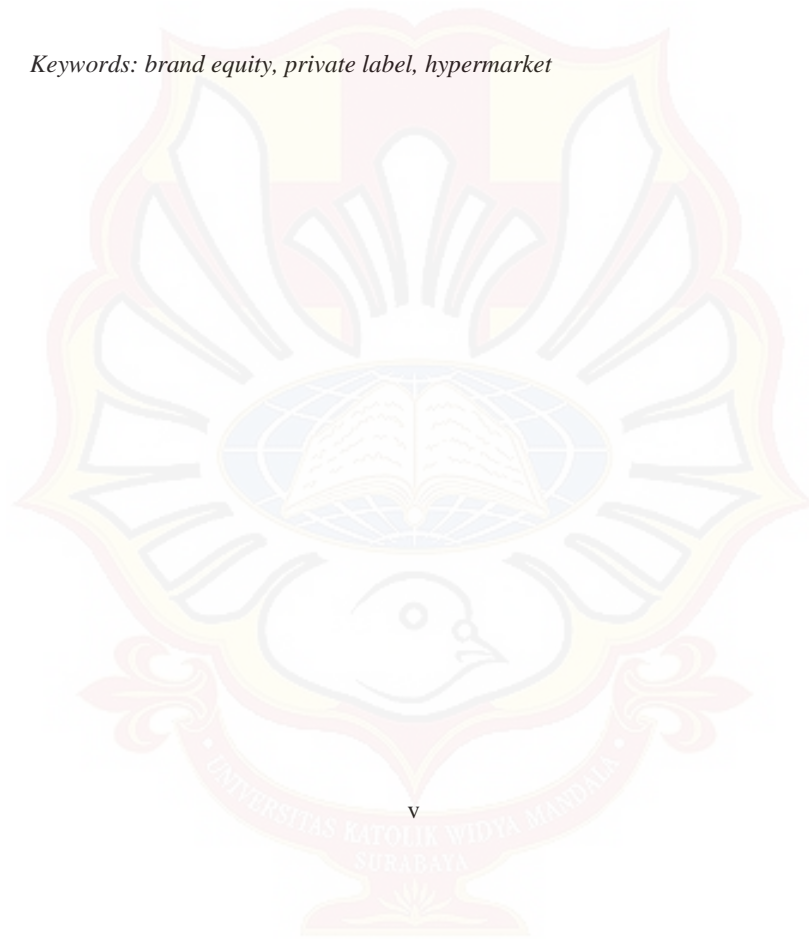 Keywords: brand equity, private label, hypermarket
v
UNIVERSITAS KATOLIK WIDYA MANDALA
SURABAYA